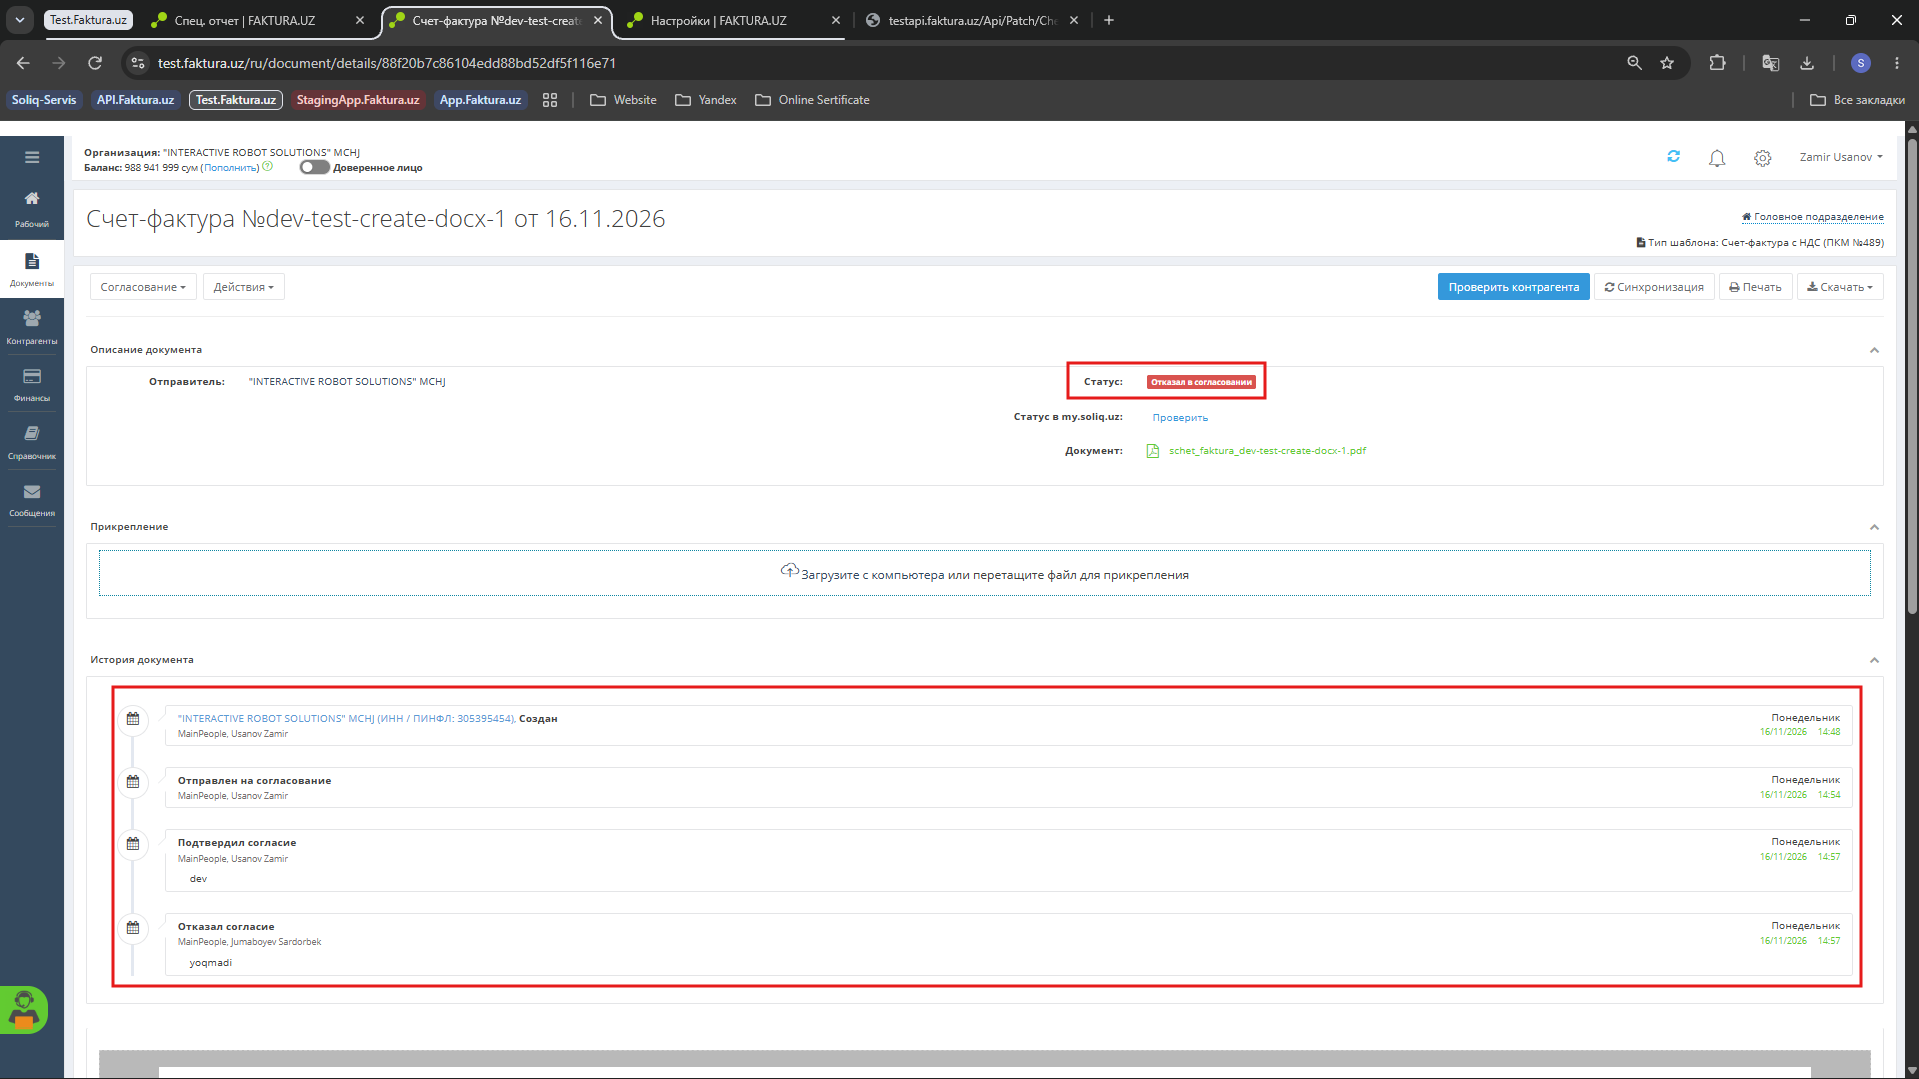 Test.Faktura.uz
Спец. отчет | FAKTURA.UZ
Счет-фактура №dev-test-create
Настройки | FAKTURA.UZ
testapi.faktura.uz/Api/Patch/Che
test.faktura.uz/ru/document/details/88f20b7c86104edd88bd52df5f116e71
S
Soliq-Servis
API.Faktura.uz
Test.Faktura.uz
StagingApp.Faktura.uz
App.Faktura.uz
Website
Yandex
Online Sertificate
Все закладки
Организация: "INTERACTIVE ROBOT SOLUTIONS" MCHJ
Баланс: 988 941 999 сум (Пополнить) ?
Доверенное лицо
Zamir Usanov
Рабочий
Документы
Контрагенты
Финансы
Справочник
Сообщения
Счет-фактура №dev-test-create-docx-1 от 16.11.2026
Головное подразделение
Тип шаблона: Счет-фактура с НДС (ПКМ №489)
Согласование
Действия
Проверить контрагента
Синхронизация
Печать
Скачать
Описание документа
Отправитель: "INTERACTIVE ROBOT SOLUTIONS" MCHJ
Статус: Отказал в согласовании
Статус в my.soliq.uz: Проверить
Документ: schet_faktura_dev-test-create-docx-1.pdf
Прикрепление
Загрузите с компьютера или перетащите файл для прикрепления
История документа
"INTERACTIVE ROBOT SOLUTIONS" MCHJ (ИНН / ПИНФЛ: 305395454), Создан
MainPeople, Usanov Zamir
Понедельник
16/11/2026 14:48
Отправлен на согласование
MainPeople, Usanov Zamir
Понедельник
16/11/2026 14:54
Подтвердил согласие
MainPeople, Usanov Zamir
dev
Понедельник
16/11/2026 14:57
Отказал согласие
MainPeople, Jumaboyev Sardorbek
yoqmadi
Понедельник
16/11/2026 14:57